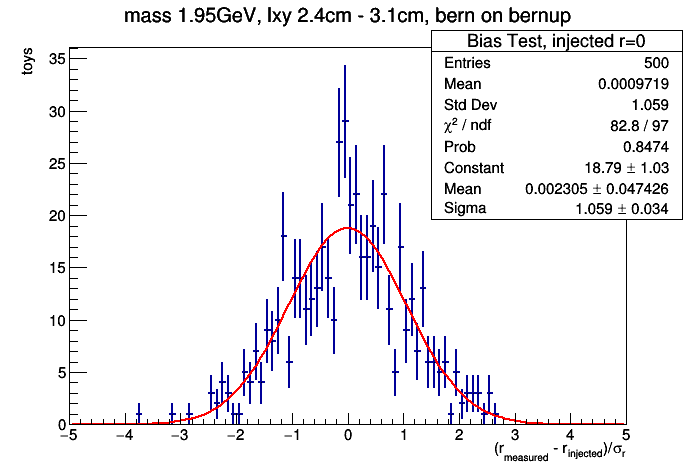 mass 1.95GeV, lxy 2.4cm - 3.1cm, bern on bernup
toys
Bias Test, injected r=0
Entries 500
Mean 0.0009719
Std Dev 1.059
χ² / ndf 82.8 / 97
Prob 0.8474
Constant 18.79 ± 1.03
Mean 0.002305 ± 0.047426
Sigma 1.059 ± 0.034
35
30
25
20
15
10
5
0
−5 −4 −3 −2 −1 0 1 2 3 4 5
(r_measured - r_injected)/σ_r